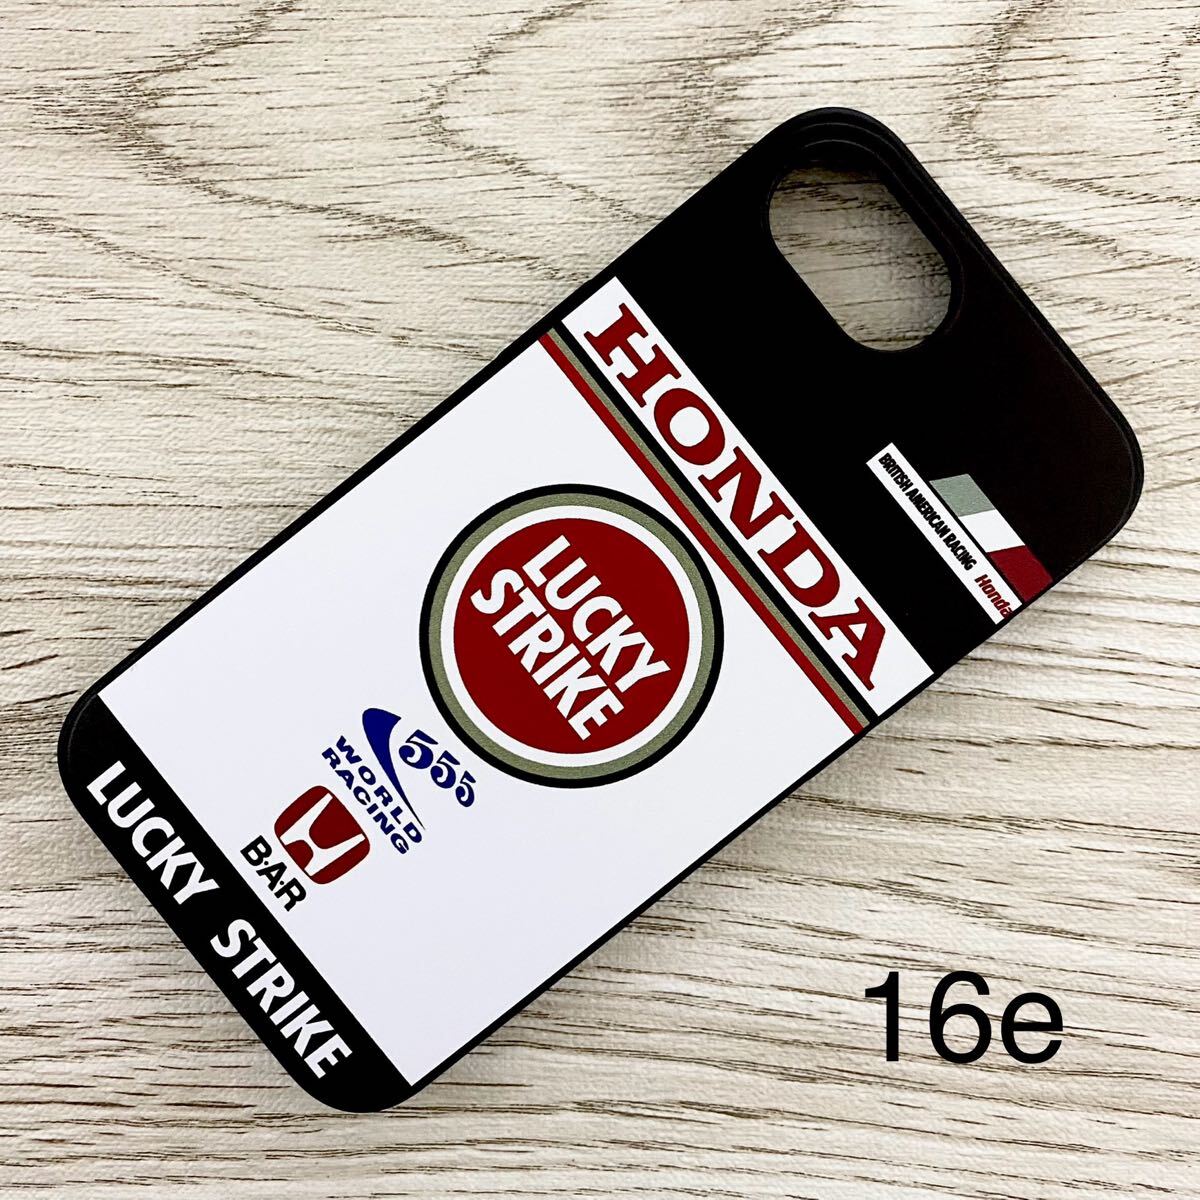 HONDA
BRITISH AMERICAN RACING
Honda
LUCKY
STRIKE
555
WORLD
RACING
B·A·R
LUCKY STRIKE
16e